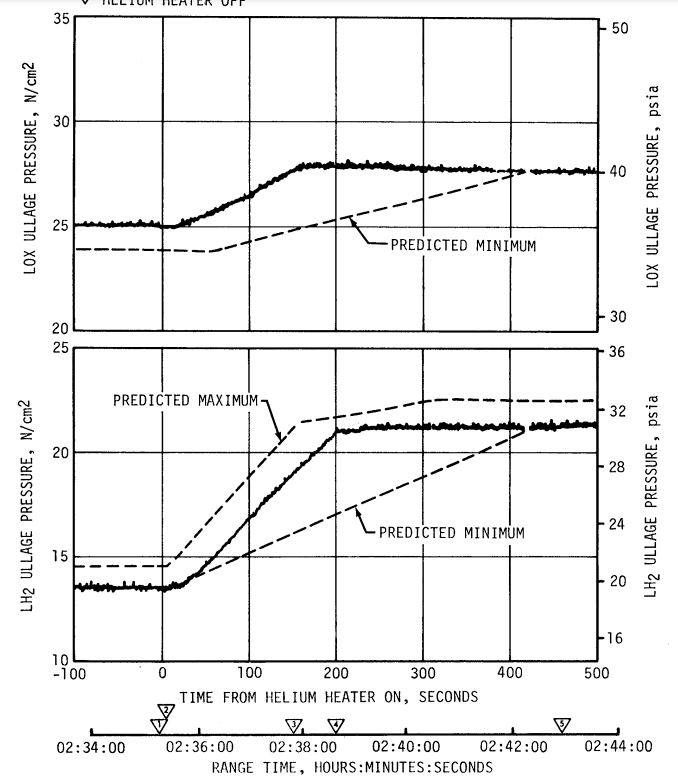 ▽ HELIUM HEATER OFF
35
30
25
20
LOX ULLAGE PRESSURE, N/cm2
50
40
30
LOX ULLAGE PRESSURE, psia
PREDICTED MINIMUM
25
20
15
10
LH2 ULLAGE PRESSURE, N/cm2
36
32
28
24
20
16
LH2 ULLAGE PRESSURE, psia
PREDICTED MAXIMUM
PREDICTED MINIMUM
-100 0 100 200 300 400 500
TIME FROM HELIUM HEATER ON, SECONDS
2
1 3 4 5
02:34:00 02:36:00 02:38:00 02:40:00 02:42:00 02:44:00
RANGE TIME, HOURS:MINUTES:SECONDS